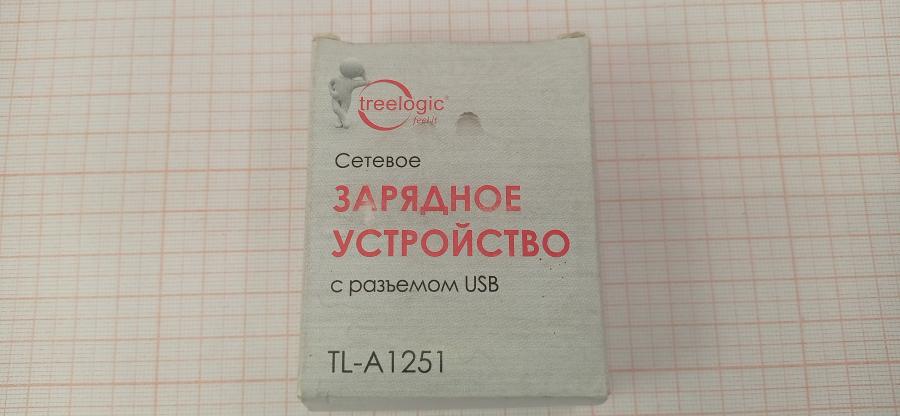 treelogic®
feel it
Сетевое
ЗАРЯДНОЕ
УСТРОЙСТВО
с разъемом USB
TL-A1251